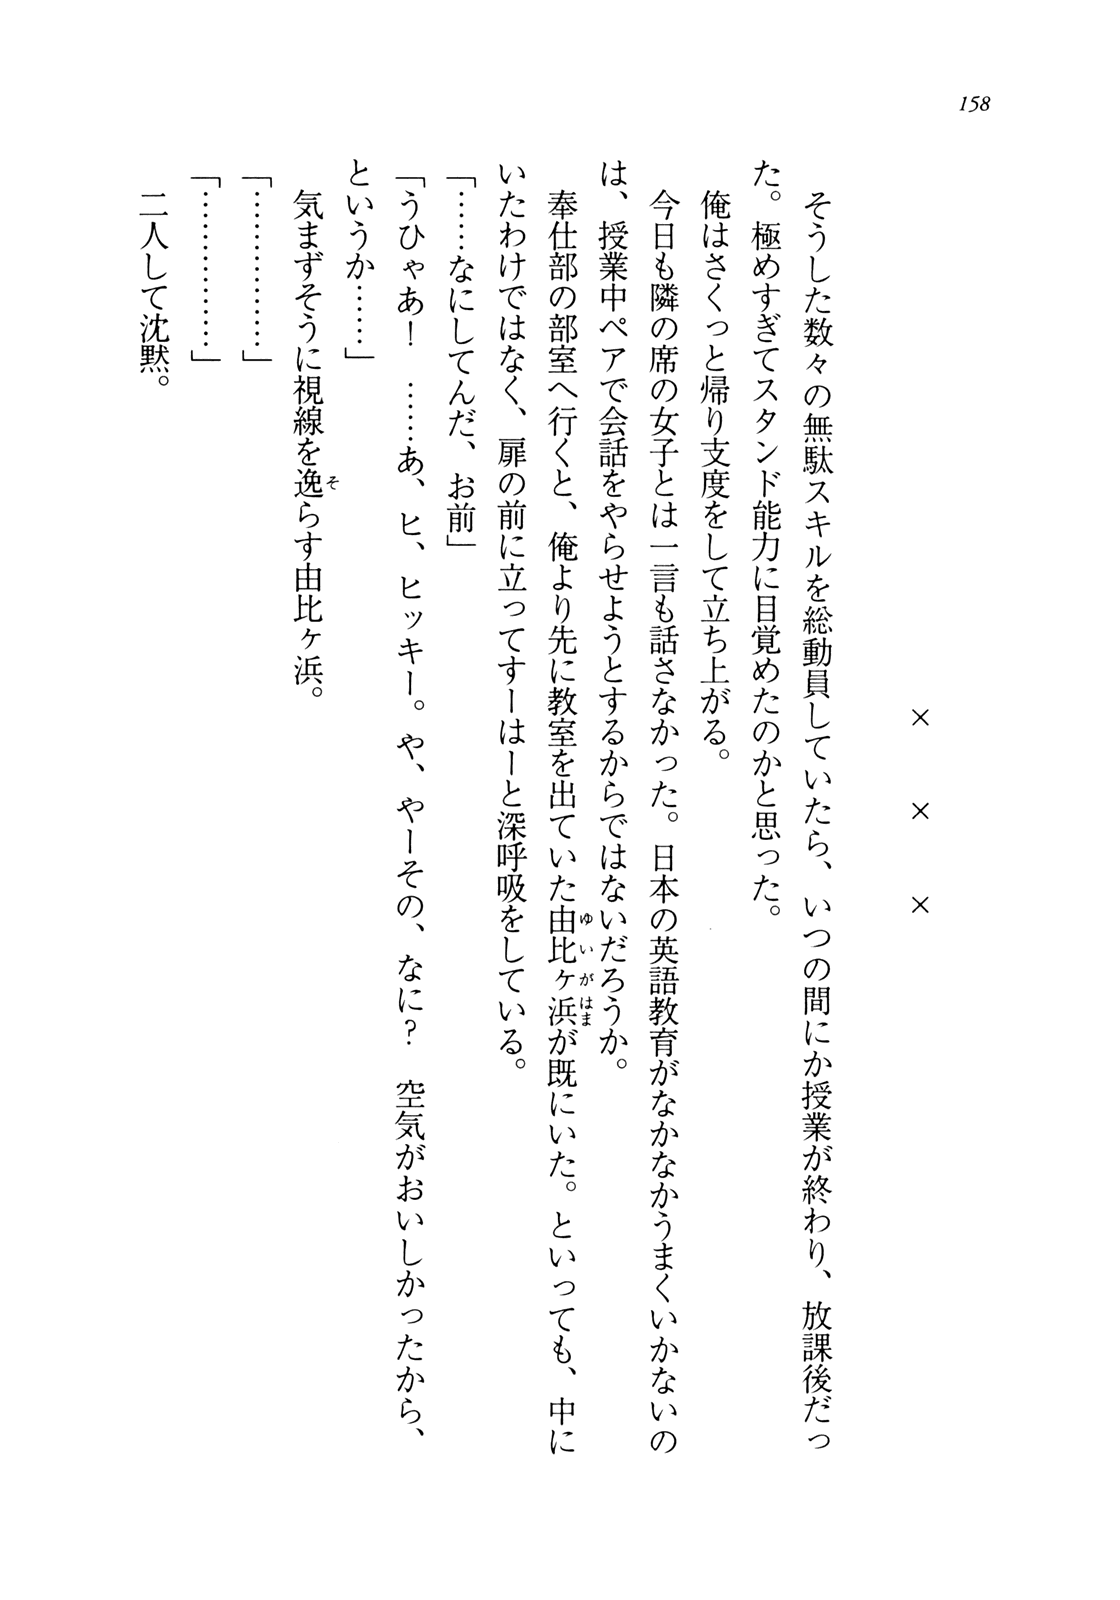 158
×　×　×
　そうした数々の無駄スキルを総動員していたら、いつの間にか授業が終わり、放課後だっ
た。極めすぎてスタンド能力に目覚めたのかと思った。
　俺はさくっと帰り支度をして立ち上がる。
　今日も隣の席の女子とは一言も話さなかった。日本の英語教育がなかなかうまくいかないの
は、授業中ペアで会話をやらせようとするからではないだろうか。
　奉仕部の部室へ行くと、俺より先に教室を出ていた由比ヶ浜が既にいた。といっても、中に
いたわけではなく、扉の前に立ってすーはーと深呼吸をしている。
「……なにしてんだ、お前」
「うひゃあ！　……あ、ヒ、ヒッキー。や、やーその、なに？　空気がおいしかったから、
というか……」
　気まずそうに視線を逸らす由比ヶ浜。
「……………」
「……………」
　二人して沈黙。